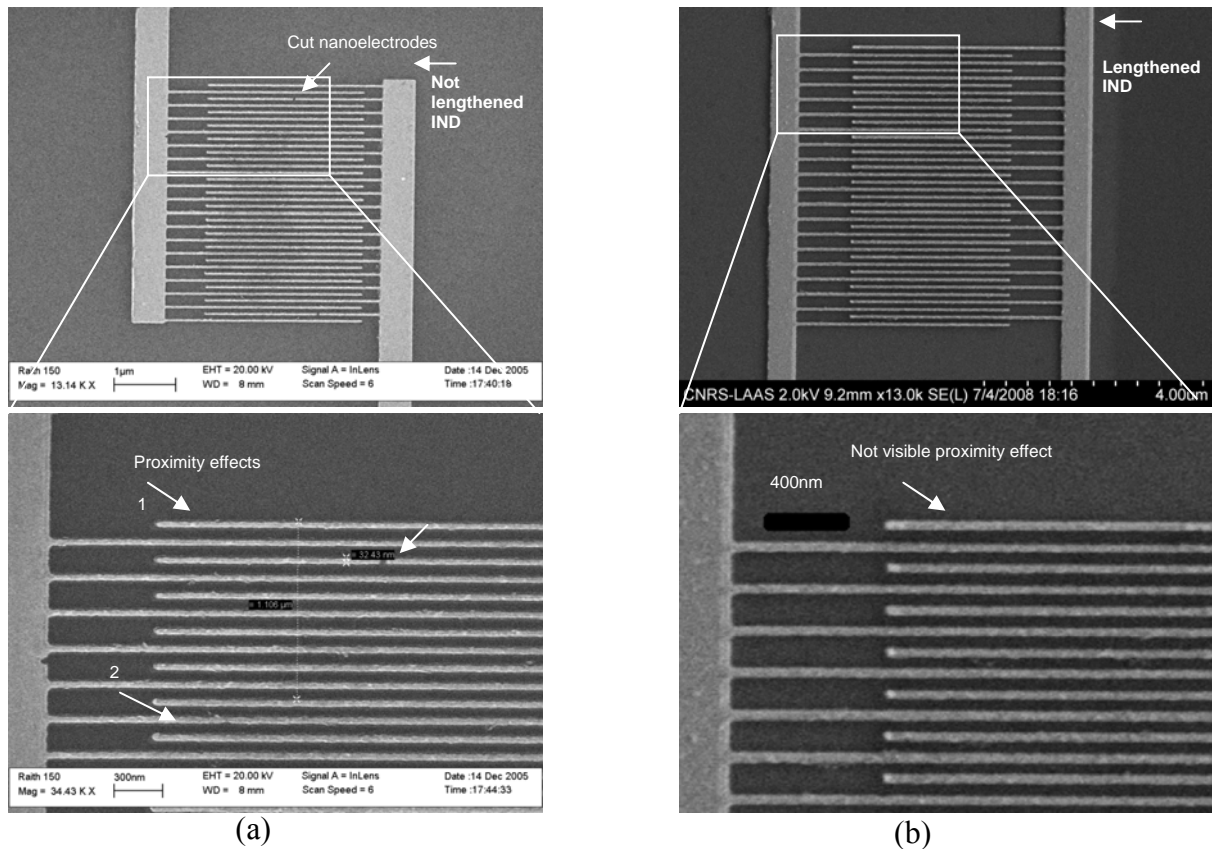 Cut nanoelectrodes
Not
lengthened
IND
Raith 150
Mag = 13.14 K X
1µm
EHT = 20.00 kV
WD = 8 mm
Signal A = InLens
Scan Speed = 6
Date :14 Dec 2005
Time :17:40:18
Proximity effects
1
= 32.43 nm
= 1.106 µm
2
Raith 150
Mag = 34.43 K X
300nm
EHT = 20.00 kV
WD = 8 mm
Signal A = InLens
Scan Speed = 6
Date :14 Dec 2005
Time :17:44:33
(a)
Lengthened
IND
CNRS-LAAS 2.0kV 9.2mm x13.0k SE(L) 7/4/2008 18:16 4.00um
Not visible proximity effect
400nm
(b)